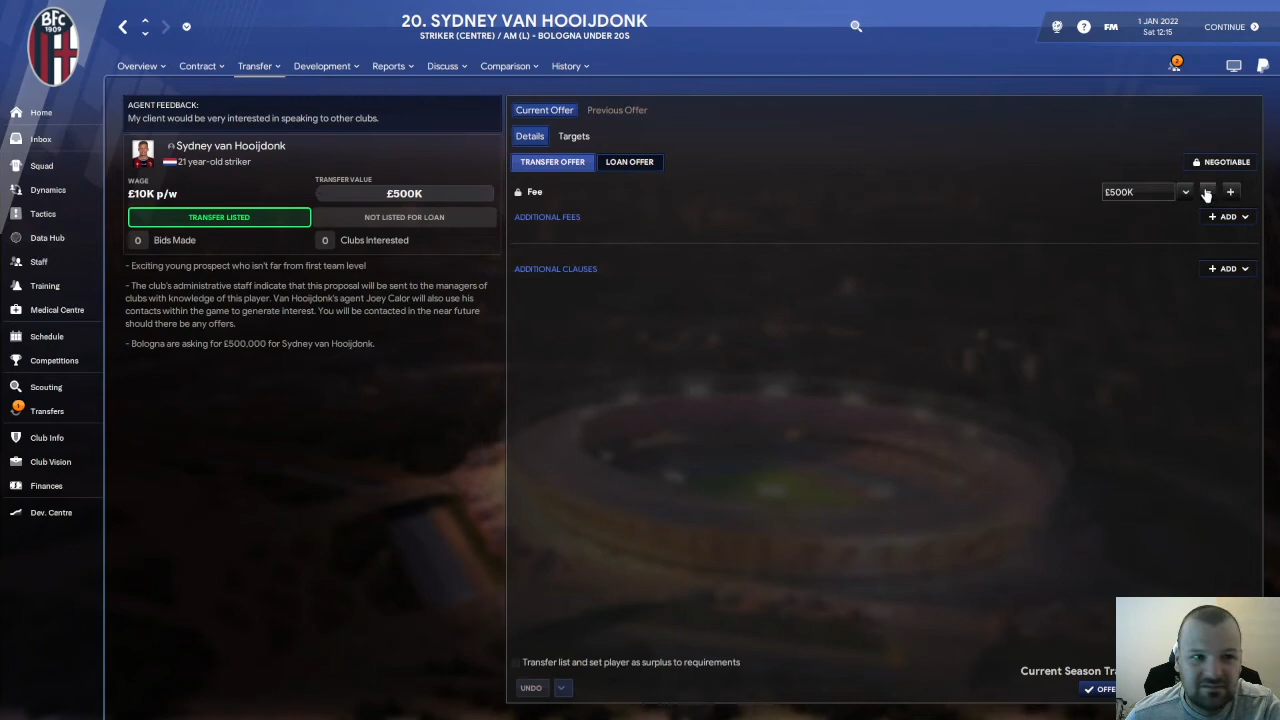 BFC
1909
20. SYDNEY VAN HOOIJDONK
STRIKER (CENTRE) / AM (L) - BOLOGNA UNDER 20S
FM
1 JAN 2022
Sat 12:15
CONTINUE
Overview
Contract
Transfer
Development
Reports
Discuss
Comparison
History
2
Home
Inbox
Squad
Dynamics
Tactics
Data Hub
Staff
Training
Medical Centre
Schedule
Competitions
Scouting
1
Transfers
Club Info
Club Vision
Finances
Dev. Centre
AGENT FEEDBACK:
My client would be very interested in speaking to other clubs.
Sydney van Hooijdonk
21 year-old striker
WAGE
£10K p/w
TRANSFER VALUE
£500K
TRANSFER LISTED
NOT LISTED FOR LOAN
0 Bids Made
0 Clubs Interested
- Exciting young prospect who isn't far from first team level
- The club's administrative staff indicate that this proposal will be sent to the managers of
clubs with knowledge of this player. Van Hooijdonk's agent Joey Calor will also use his
contacts within the game to generate interest. You will be contacted in the near future
should there be any offers.
- Bologna are asking for £500,000 for Sydney van Hooijdonk.
Current Offer
Previous Offer
Details
Targets
TRANSFER OFFER
LOAN OFFER
NEGOTIABLE
Fee
£500K
ADDITIONAL FEES
+ ADD
ADDITIONAL CLAUSES
+ ADD
Transfer list and set player as surplus to requirements
Current Season Tra
UNDO
OFFE